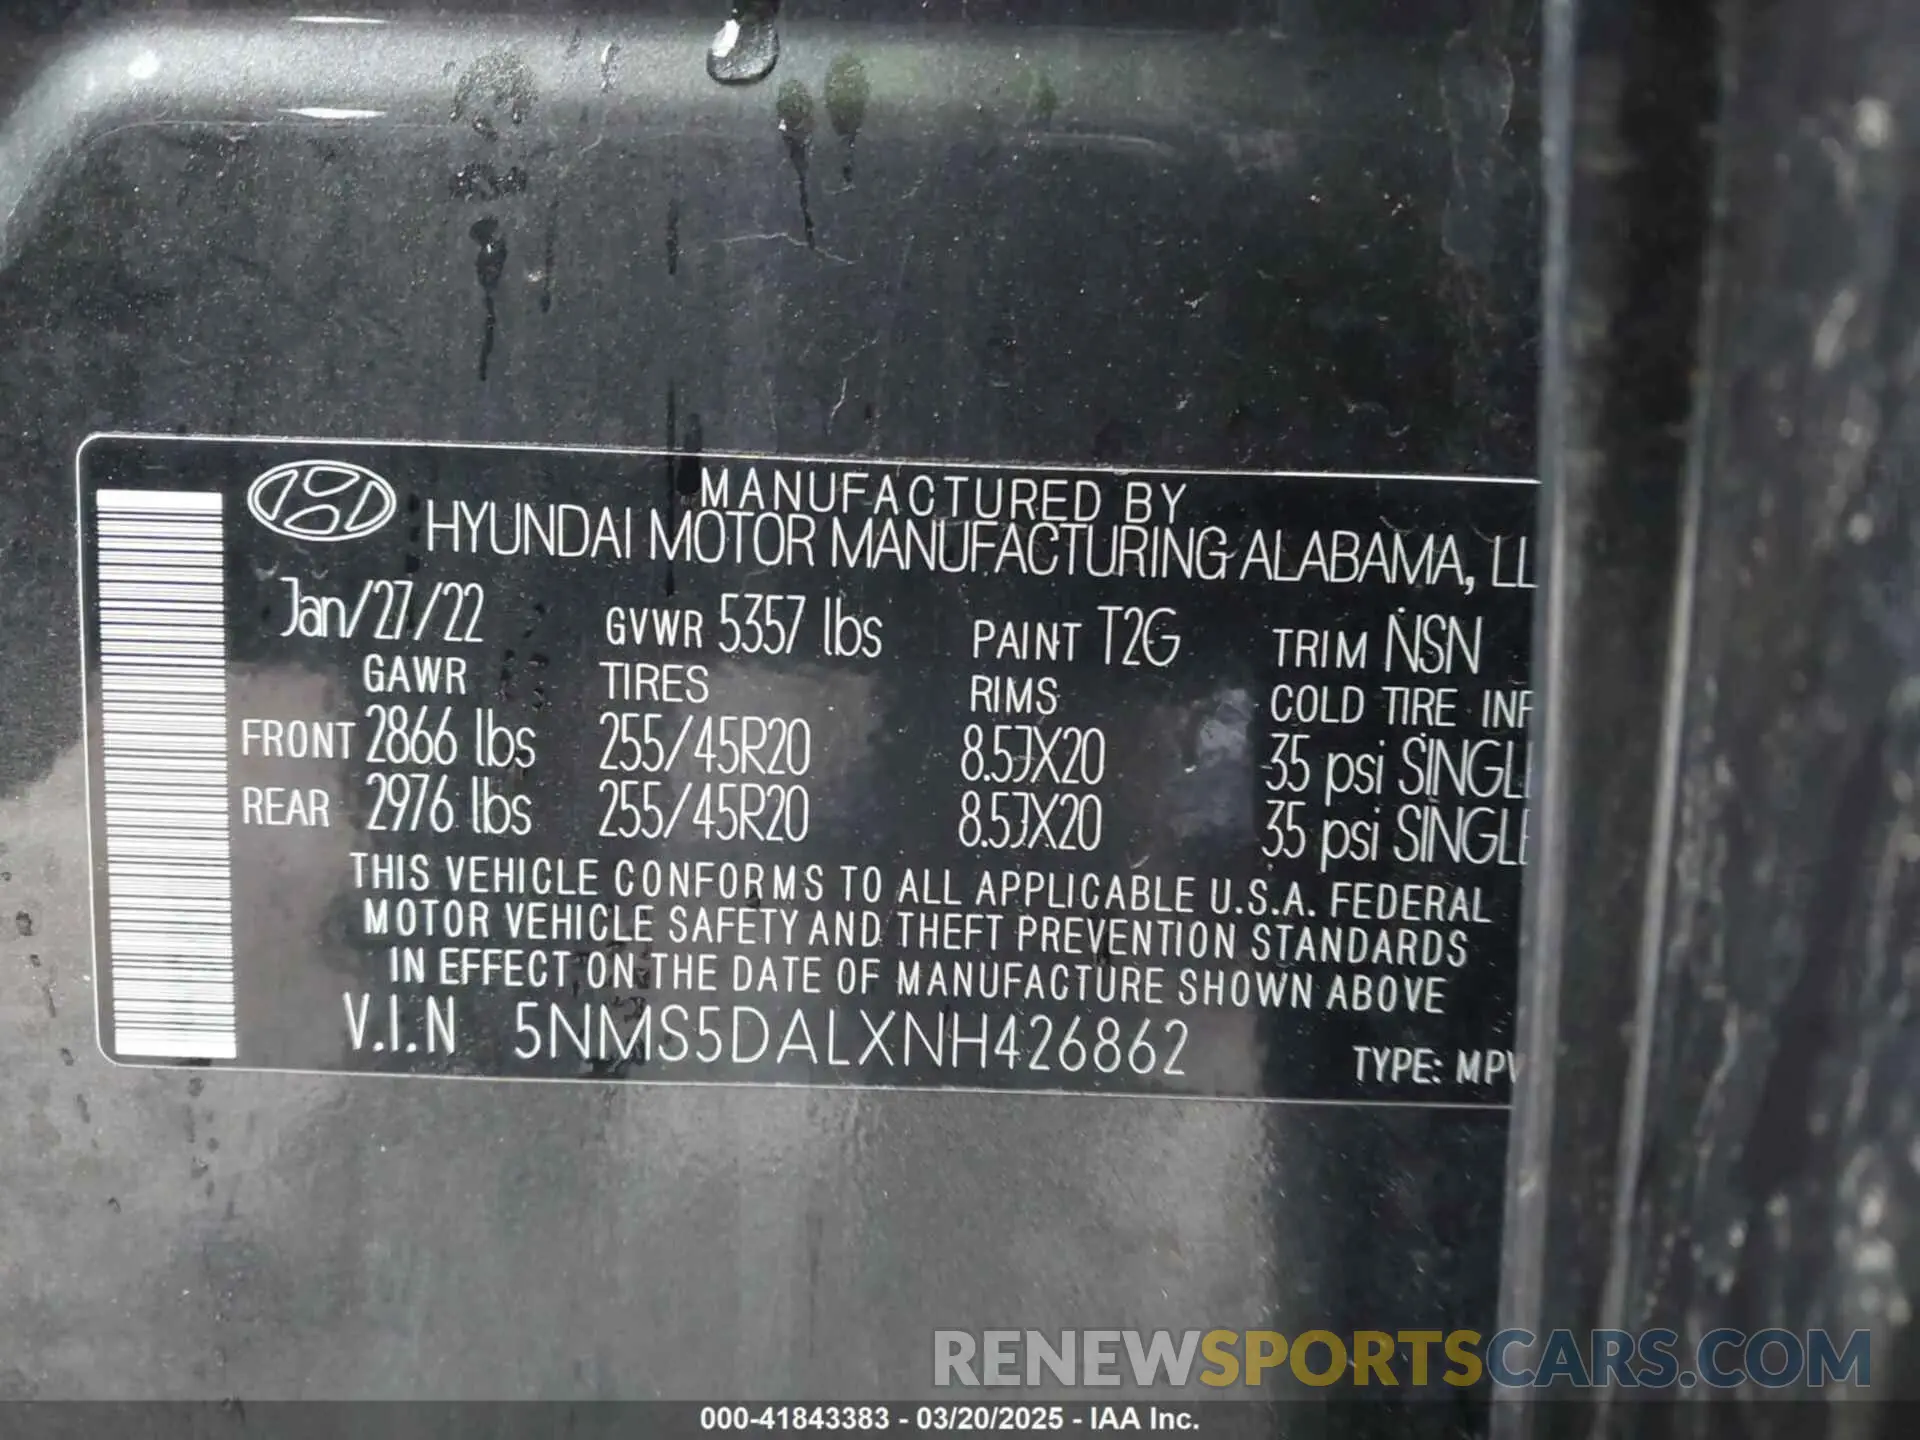 MANUFACTURED BY
HYUNDAI MOTOR MANUFACTURING ALABAMA, LL
Jan/27/22 GVWR 5357 lbs PAINT T2G TRIM NSN
GAWR TIRES RIMS COLD TIRE INF
FRONT 2866 lbs 255/45R20 8.5JX20 35 psi SINGL
REAR 2976 lbs 255/45R20 8.5JX20 35 psi SINGL
THIS VEHICLE CONFORMS TO ALL APPLICABLE U.S.A. FEDERAL
MOTOR VEHICLE SAFETY AND THEFT PREVENTION STANDARDS
IN EFFECT ON THE DATE OF MANUFACTURE SHOWN ABOVE
V.I.N 5NMS5DALXNH426862 TYPE: MPV
RENEWSPORTSCARS.COM
000-41843383 - 03/20/2025 - IAA Inc.